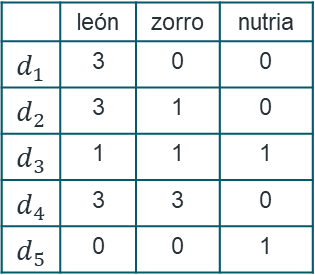 león zorro nutria
d₁ 3 0 0
d₂ 3 1 0
d₃ 1 1 1
d₄ 3 3 0
d₅ 0 0 1